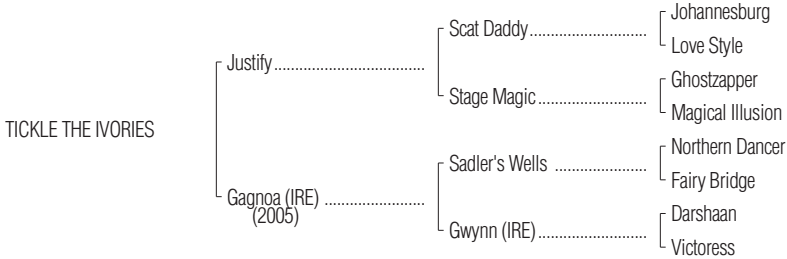 Johannesburg
Scat Daddy
Love Style
Justify
Ghostzapper
Stage Magic
Magical Illusion
TICKLE THE IVORIES
Northern Dancer
Sadler's Wells
Fairy Bridge
Gagnoa (IRE)
(2005)
Darshaan
Gwynn (IRE)
Victoress